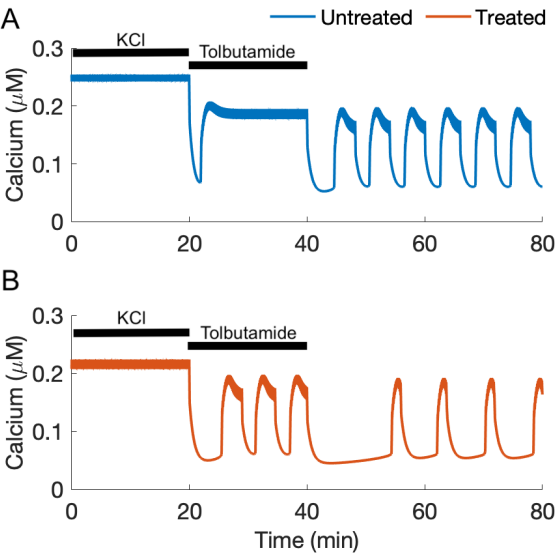 A
Untreated Treated
KCl
Tolbutamide
Calcium (μM)
0.3
0.2
0.1
0
0 20 40 60 80
B
KCl
Tolbutamide
Calcium (μM)
0.3
0.2
0.1
0
0 20 40 60 80
Time (min)